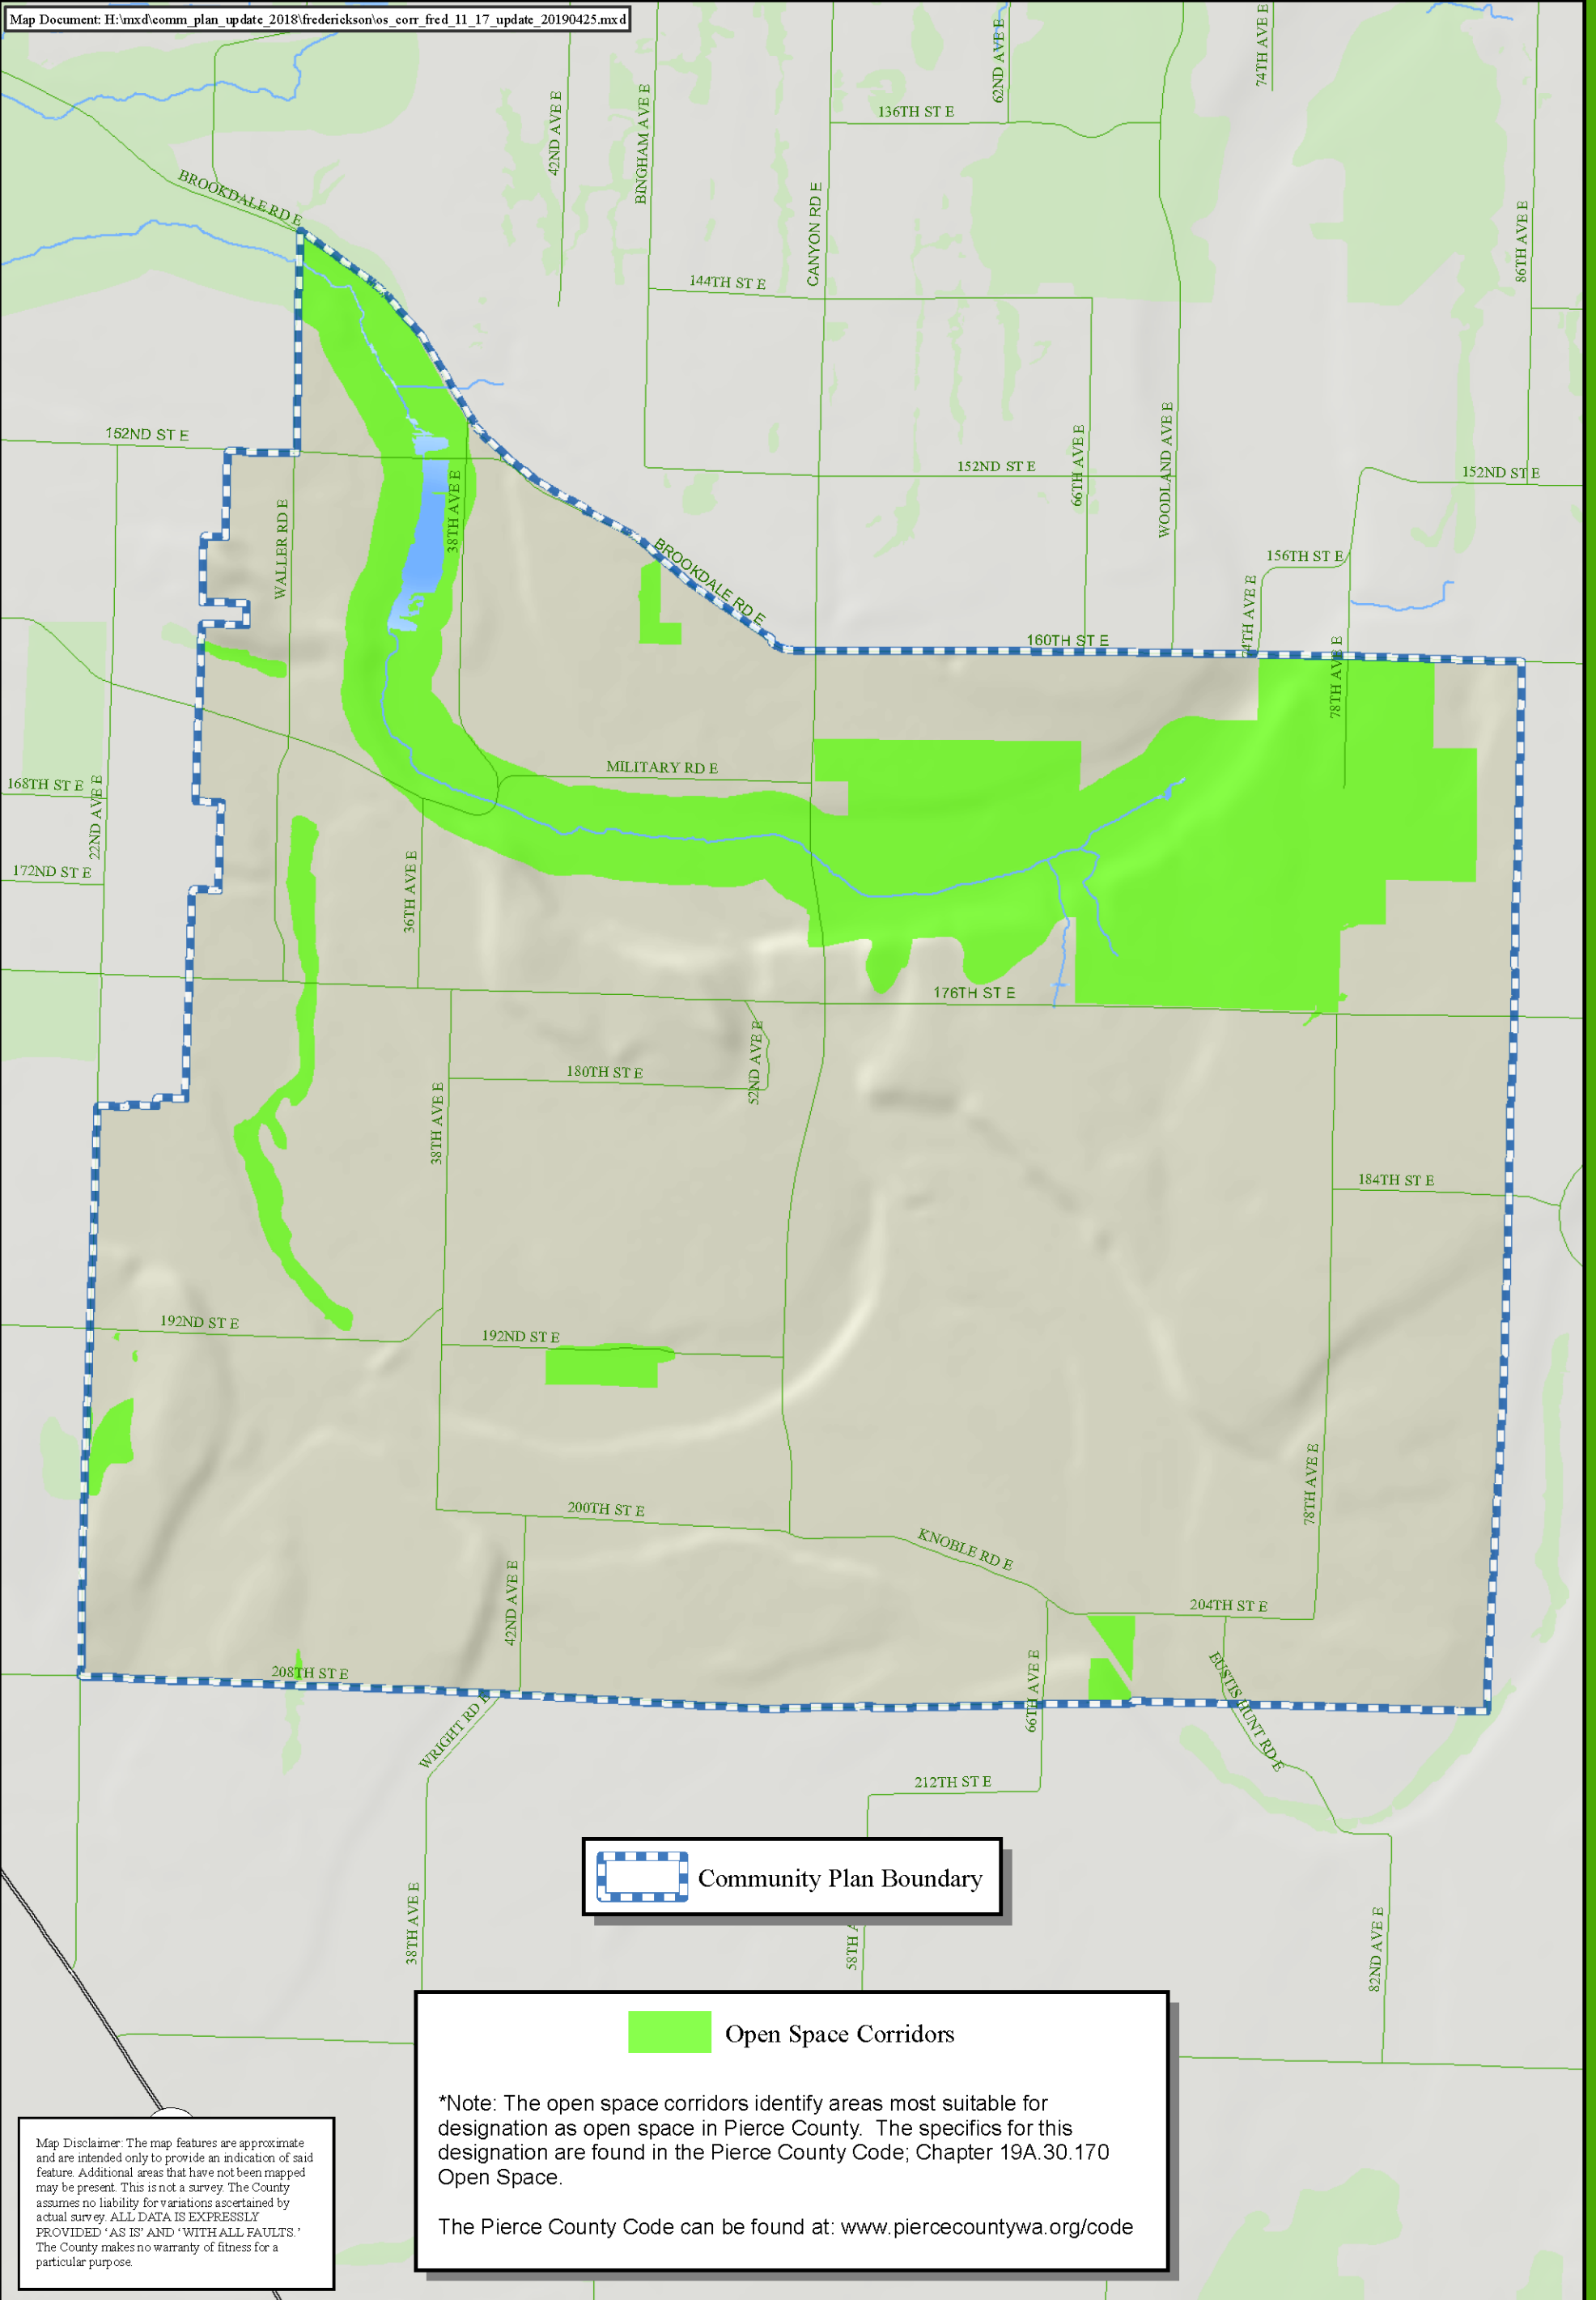 Map Document: H:\mxd\comm_plan_update_2018\frederickson\os_corr_fred_11_17_update_20190425.mxd
62ND AVE E
74TH AVE E
42ND AVE E
BINGHAM AVE E
136TH ST E
BROOKDALE RD E
CANYON RD E
86TH AVE E
144TH ST E
152ND ST E
38TH AVE E
WALLER RD E
152ND ST E
66TH AVE E
WOODLAND AVE E
152ND ST E
156TH ST E
BROOKDALE RD E
74TH AVE E
160TH ST E
78TH AVE E
MILITARY RD E
168TH ST E
22ND AVE E
172ND ST E
36TH AVE E
176TH ST E
52ND AVE E
180TH ST E
38TH AVE E
184TH ST E
192ND ST E
192ND ST E
78TH AVE E
200TH ST E
KNOBLE RD E
42ND AVE E
204TH ST E
208TH ST E
66TH AVE E
EUSTIS HUNT RD E
WRIGHT RD E
212TH ST E
Community Plan Boundary
38TH AVE E
58TH A
82ND AVE E
Open Space Corridors
*Note: The open space corridors identify areas most suitable for
designation as open space in Pierce County.  The specifics for this
designation are found in the Pierce County Code; Chapter 19A.30.170
Open Space.
The Pierce County Code can be found at: www.piercecountywa.org/code
Map Disclaimer: The map features are approximate
and are intended only to provide an indication of said
feature. Additional areas that have not been mapped
may be present. This is not a survey. The County
assumes no liability for variations ascertained by
actual survey. ALL DATA IS EXPRESSLY
PROVIDED ‘AS IS’ AND ‘WITH ALL FAULTS.’
The County makes no warranty of fitness for a
particular purpose.